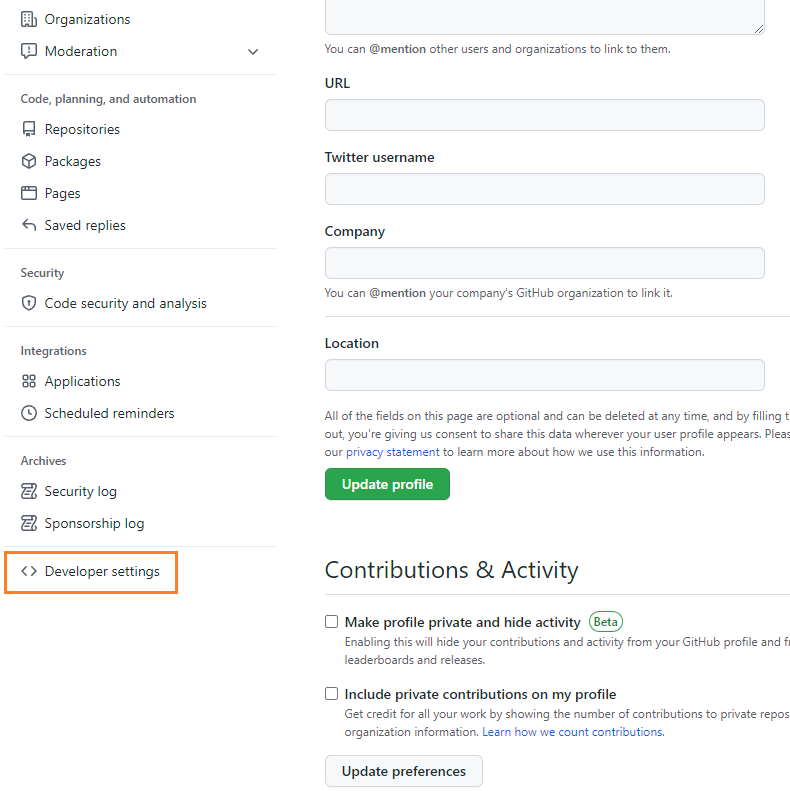 Organizations
Moderation
Code, planning, and automation
Repositories
Packages
Pages
Saved replies
Security
Code security and analysis
Integrations
Applications
Scheduled reminders
Archives
Security log
Sponsorship log
Developer settings
You can @mention other users and organizations to link to them.
URL
Twitter username
Company
You can @mention your company's GitHub organization to link it.
Location
All of the fields on this page are optional and can be deleted at any time, and by filling
out, you're giving us consent to share this data wherever your user profile appears.
our privacy statement to learn more about how we use this information.
Update profile
Contributions & Activity
Make profile private and hide activity Beta
Enabling this will hide your contributions and activity from your GitHub profile and
leaderboards and releases.
Include private contributions on my profile
Get credit for all your work by showing the number of contributions to private
organization information. Learn how we count contributions.
Update preferences